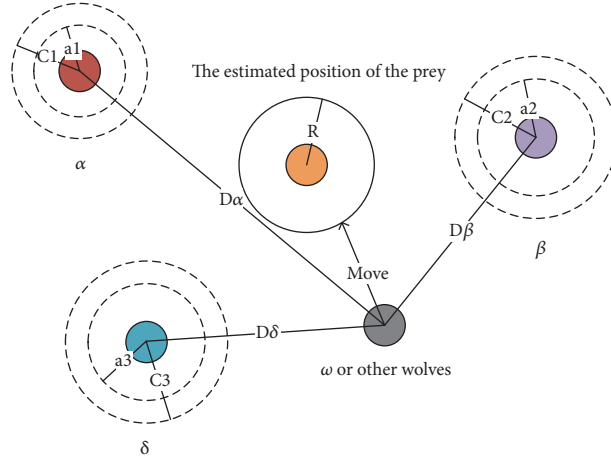 C1
a1
α
The estimated position of the prey
R
C2
a2
β
Dα
Dβ
Move
Dδ
a3
C3
δ
ω or other wolves